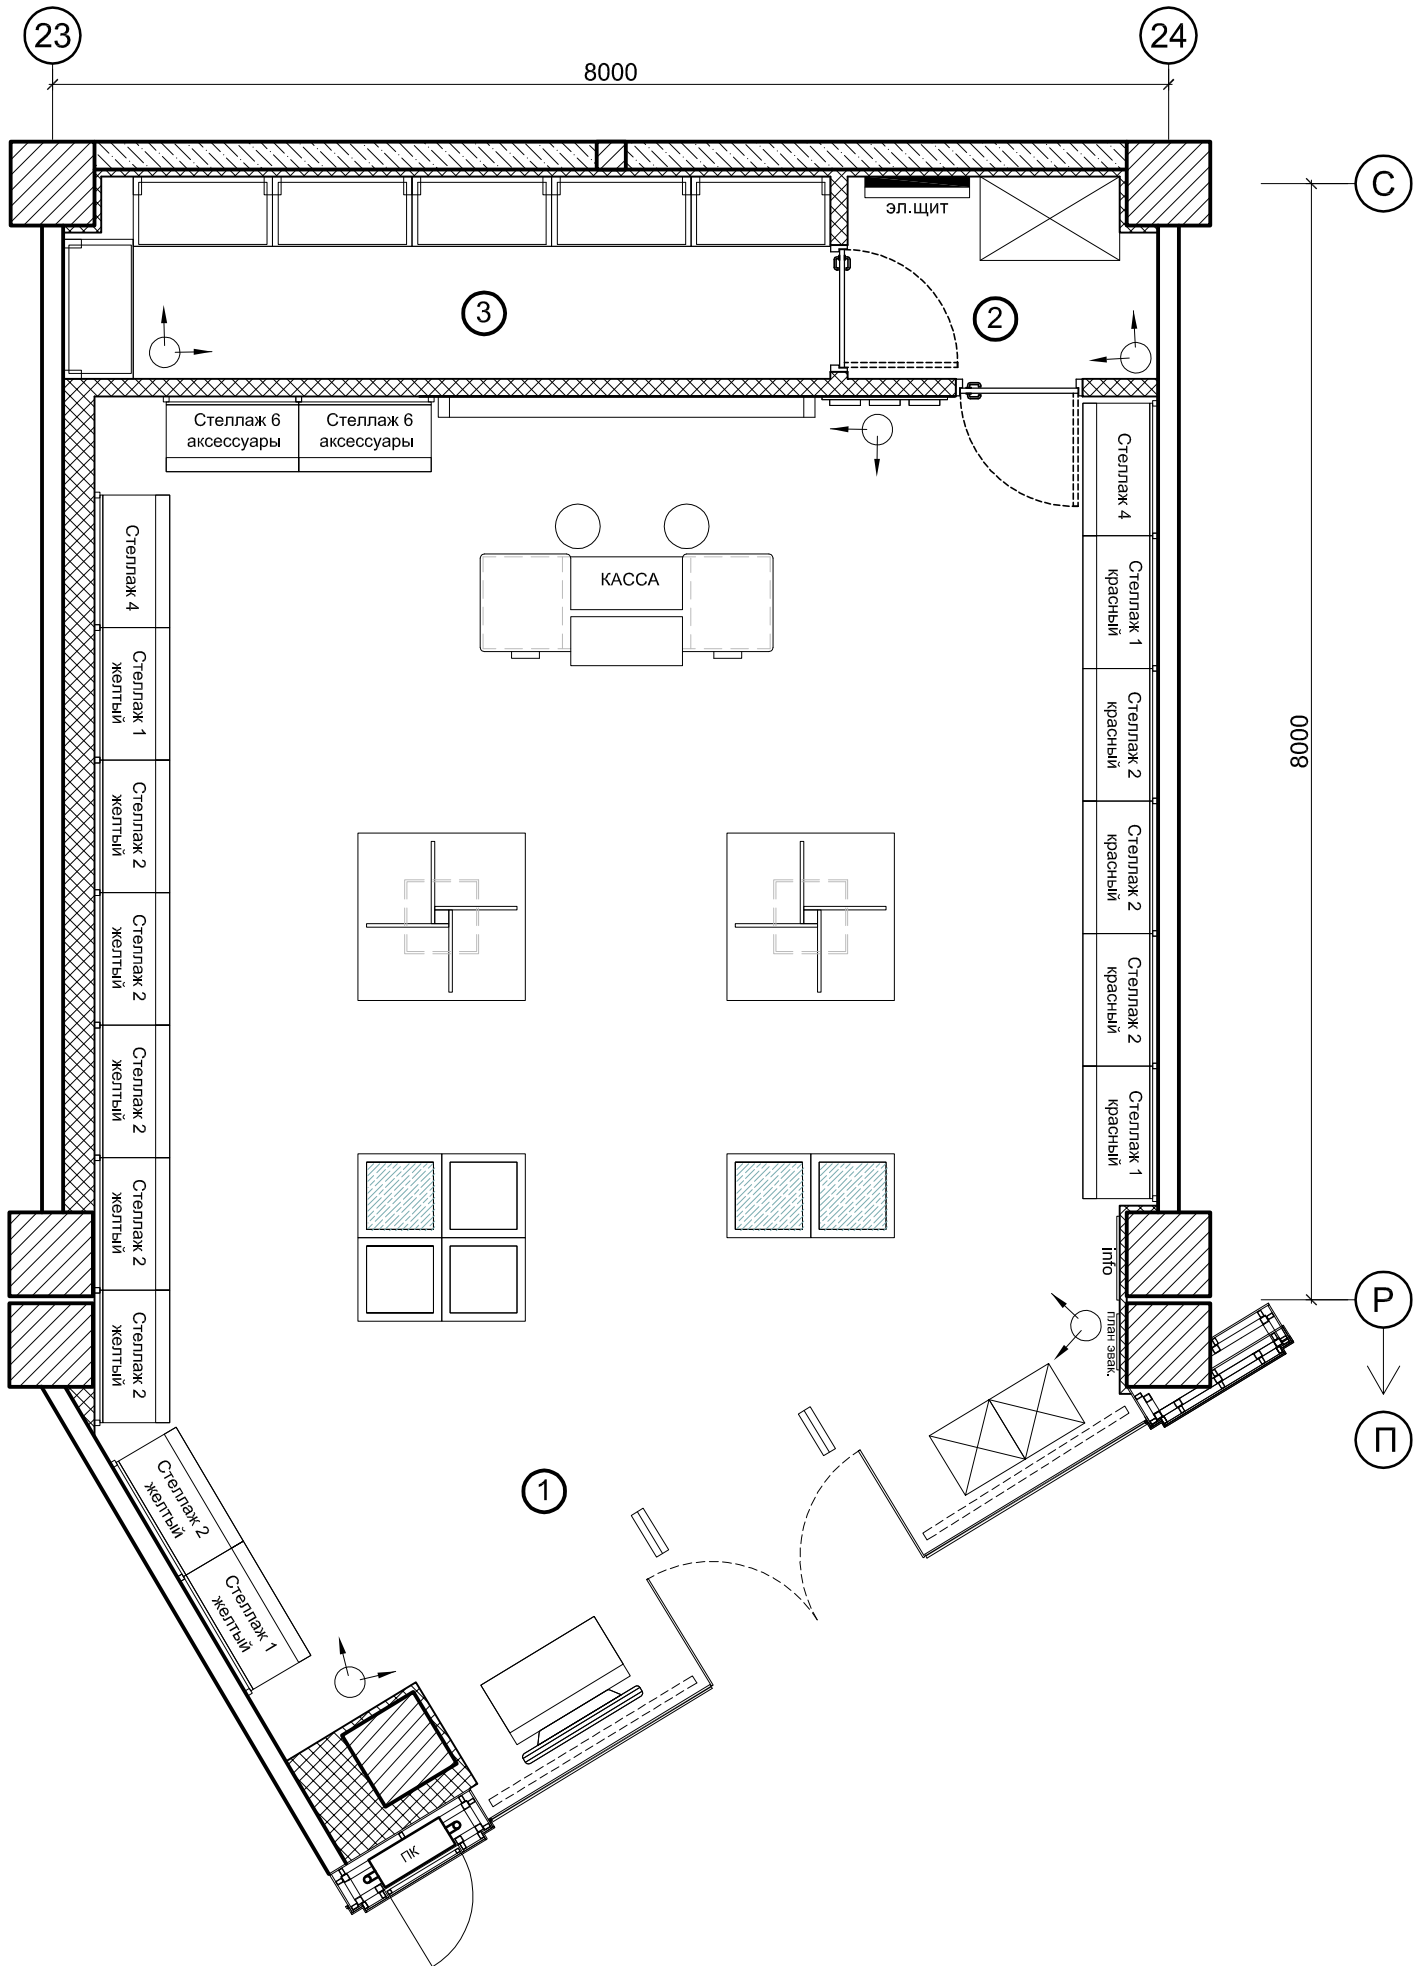 23
24
8000
С
эл.щит
3
2
Стеллаж 6
аксессуары
Стеллаж 6
аксессуары
Стеллаж 4
Стеллаж 4
КАССА
Стеллаж 1
красный
Стеллаж 1
желтый
Стеллаж 2
красный
8000
Стеллаж 2
желтый
Стеллаж 2
красный
Стеллаж 2
желтый
Стеллаж 2
красный
Стеллаж 2
желтый
Стеллаж 1
красный
Стеллаж 2
желтый
info
Р
план эвак.
Стеллаж 2
желтый
П
1
Стеллаж 2
желтый
Стеллаж 1
желтый
ПК